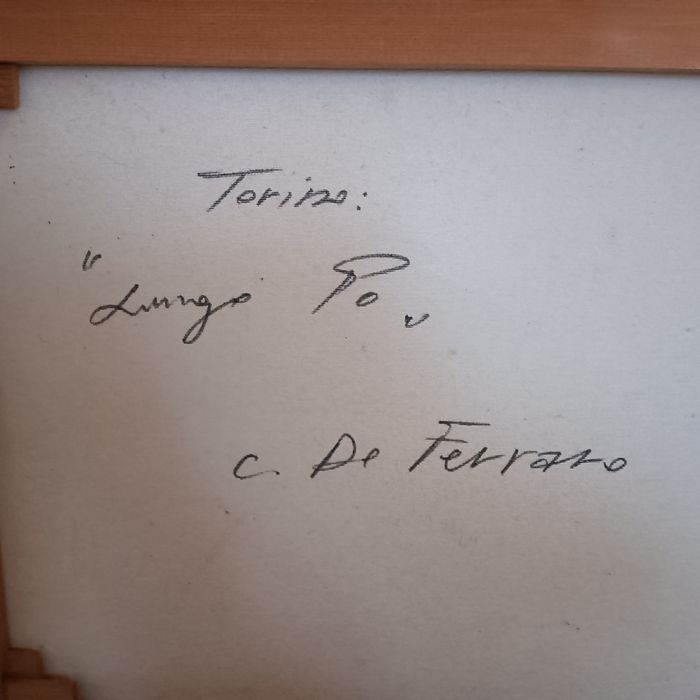 Torino:
"Lungo Po„
C. De Ferraro